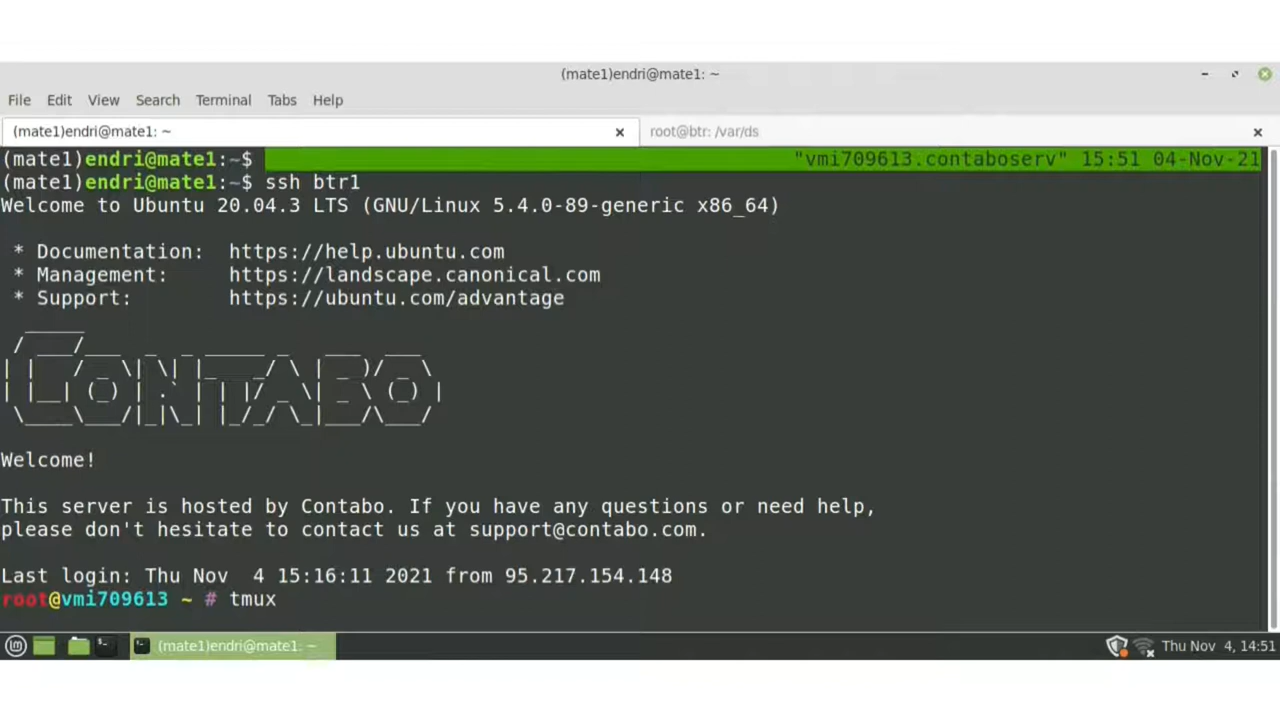 (mate1)endri@mate1: ~
File Edit View Search Terminal Tabs Help
(mate1)endri@mate1: ~ × root@btr: /var/ds ×
(mate1)endri@mate1:~$ "vmi709613.contaboserv" 15:51 04-Nov-21
(mate1)endri@mate1:~$ ssh btr1
Welcome to Ubuntu 20.04.3 LTS (GNU/Linux 5.4.0-89-generic x86_64)
* Documentation: https://help.ubuntu.com
* Management: https://landscape.canonical.com
* Support: https://ubuntu.com/advantage
CONTABO
Welcome!
This server is hosted by Contabo. If you have any questions or need help,
please don't hesitate to contact us at support@contabo.com.
Last login: Thu Nov 4 15:16:11 2021 from 95.217.154.148
root@vmi709613 ~ # tmux
(mate1)endri@mate1: ~ Thu Nov 4, 14:51